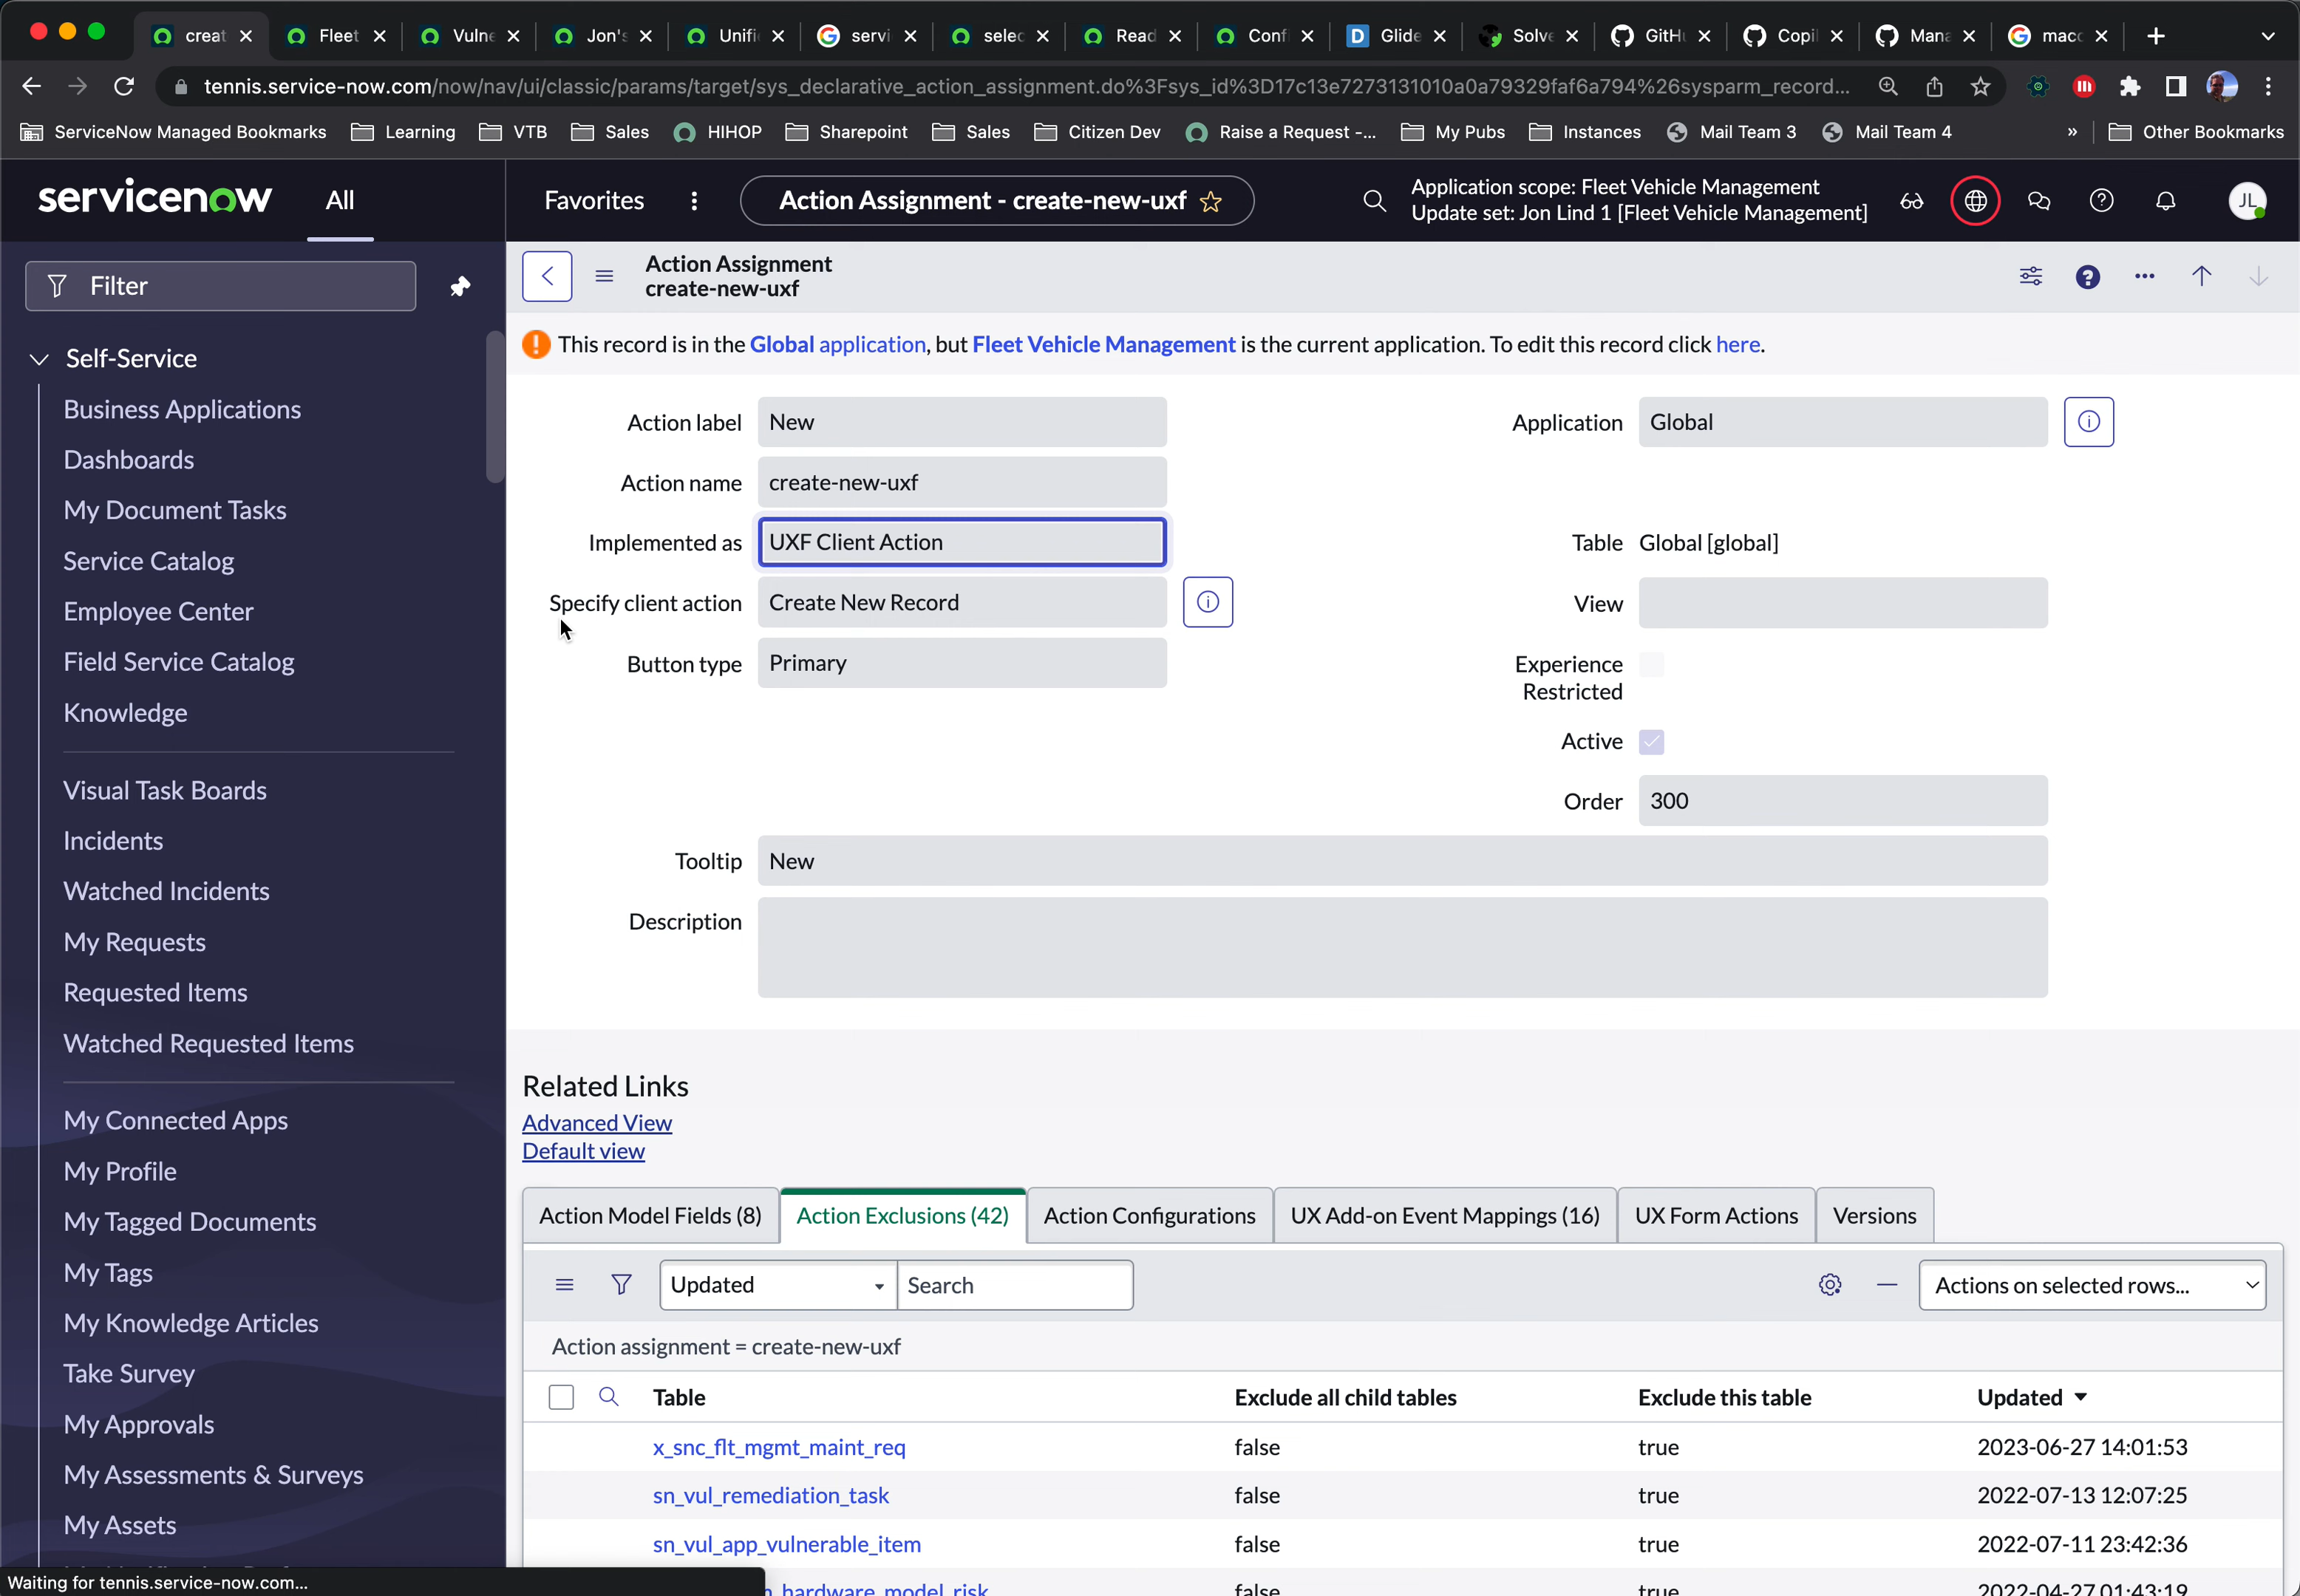 creat
Fleet
Vulne
Jon's
Unifi
servi
selec
Read
Conf
Glide
Solve
GitHu
Copil
Mana
macc
tennis.service-now.com/now/nav/ui/classic/params/target/sys_declarative_action_assignment.do%3Fsys_id%3D17c13e7273131010a0a79329faf6a794%26sysparm_record...
ServiceNow Managed Bookmarks
Learning
VTB
Sales
HIHOP
Sharepoint
Sales
Citizen Dev
Raise a Request -...
My Pubs
Instances
Mail Team 3
Mail Team 4
»
Other Bookmarks
servicenow
All
Favorites
Action Assignment - create-new-uxf
Application scope: Fleet Vehicle Management
Update set: Jon Lind 1 [Fleet Vehicle Management]
JL
Filter
Self-Service
Business Applications
Dashboards
My Document Tasks
Service Catalog
Employee Center
Field Service Catalog
Knowledge
Visual Task Boards
Incidents
Watched Incidents
My Requests
Requested Items
Watched Requested Items
My Connected Apps
My Profile
My Tagged Documents
My Tags
My Knowledge Articles
Take Survey
My Approvals
My Assessments & Surveys
My Assets
Waiting for tennis.service-now.com...
Action Assignment
create-new-uxf
This record is in the Global application, but Fleet Vehicle Management is the current application. To edit this record click here.
Action label
New
Action name
create-new-uxf
Implemented as
UXF Client Action
Specify client action
Create New Record
Button type
Primary
Application
Global
Table
Global [global]
View
Experience
Restricted
Active
Order
300
Tooltip
New
Description
Related Links
Advanced View
Default view
Action Model Fields (8)
Action Exclusions (42)
Action Configurations
UX Add-on Event Mappings (16)
UX Form Actions
Versions
Updated
Search
Actions on selected rows...
Action assignment = create-new-uxf
Table
Exclude all child tables
Exclude this table
Updated
x_snc_flt_mgmt_maint_req
false
true
2023-06-27 14:01:53
sn_vul_remediation_task
false
true
2022-07-13 12:07:25
sn_vul_app_vulnerable_item
false
true
2022-07-11 23:42:36
hardware_model_risk
false
true
2022-04-27 01:43:19